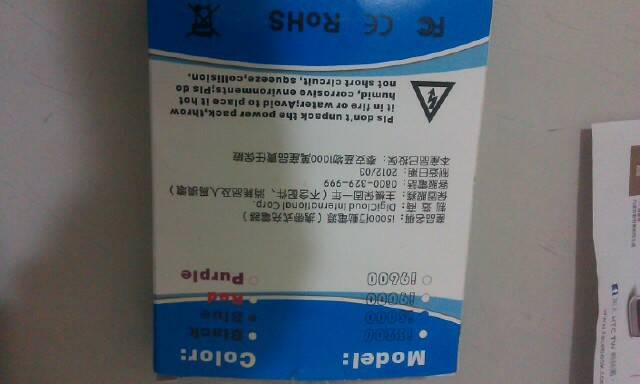 Model: Color:
Black
Blue
Red
Purple
產品名稱: i5000行動電源 ( 攜帶式充電器 )
製 造 商: DigiCloud International Corp.
保固服務: 主機保固一年 ( 不含配件、消耗品及人為損壞 )
客服電話: 0800-329-999
製造日期: 2012/03
本產品已投保: 泰安產物1000萬產品責任保險
Pls don't unpack the power pack,throw
it in fire or water;Avoid to place it hot
humid, corrosive environments;Pls do
not short circuit, squeeze,collision.
FC CE RoHS